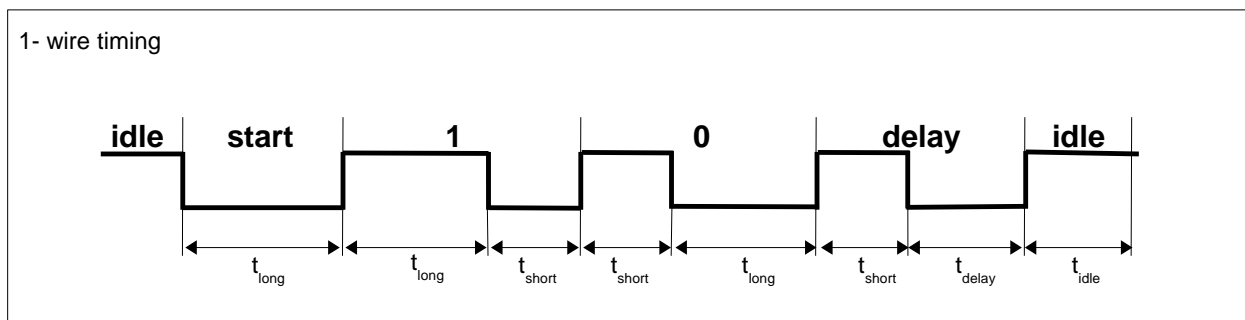 1- wire timing
idle start 1 0 delay idle
tlong tlong tshort tshort tlong tshort tdelay tidle